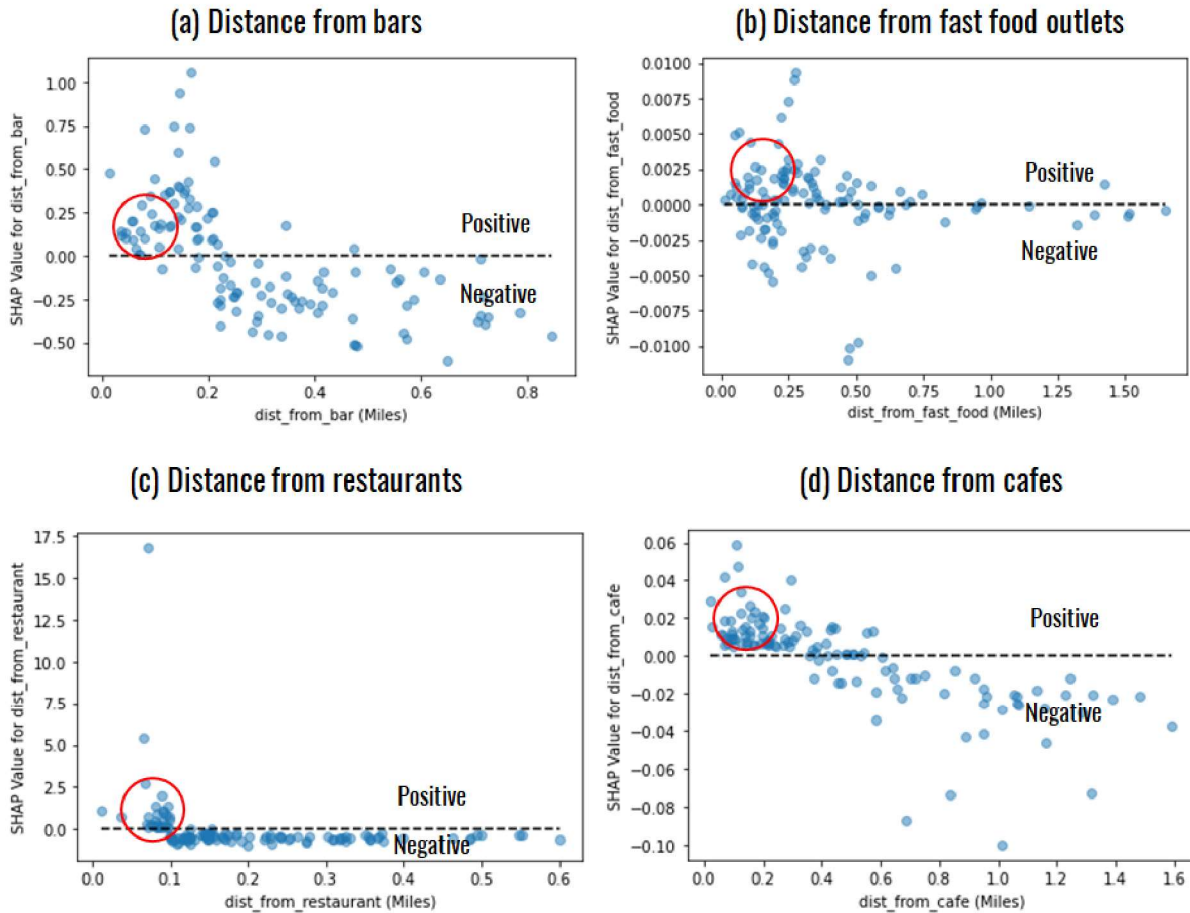 (a) Distance from bars
SHAP Value for dist_from_bar
1.00
0.75
0.50
0.25
0.00
−0.25
−0.50
Positive
Negative
0.0 0.2 0.4 0.6 0.8
dist_from_bar (Miles)
(b) Distance from fast food outlets
SHAP Value for dist_from_fast_food
0.0100
0.0075
0.0050
0.0025
0.0000
−0.0025
−0.0050
−0.0075
−0.0100
Positive
Negative
0.00 0.25 0.50 0.75 1.00 1.25 1.50
dist_from_fast_food (Miles)
(c) Distance from restaurants
SHAP Value for dist_from_restaurant
17.5
15.0
12.5
10.0
7.5
5.0
2.5
0.0
Positive
Negative
0.0 0.1 0.2 0.3 0.4 0.5 0.6
dist_from_restaurant (Miles)
(d) Distance from cafes
SHAP Value for dist_from_cafe
0.06
0.04
0.02
0.00
−0.02
−0.04
−0.06
−0.08
−0.10
Positive
Negative
0.0 0.2 0.4 0.6 0.8 1.0 1.2 1.4 1.6
dist_from_cafe (Miles)